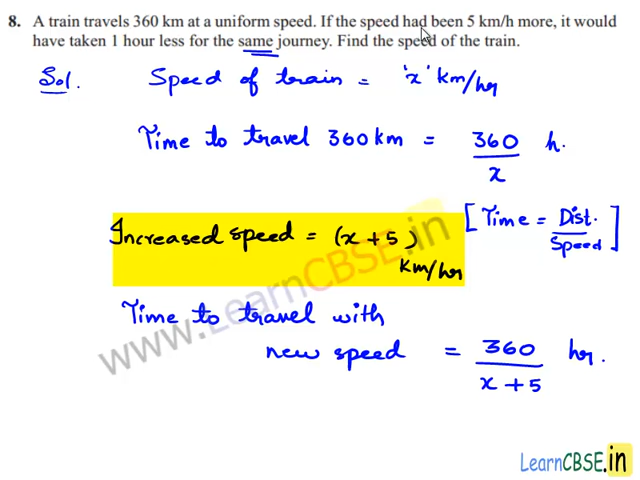 8. A train travels 360 km at a uniform speed. If the speed had been 5 km/h more, it would
have taken 1 hour less for the same journey. Find the speed of the train.
Sol. Speed of train = 'x' km/hr
Time to travel 360 km = 360/x h.
[Time = Dist./Speed]
Increased speed = (x + 5)
km/hr
Time to travel with
new speed = 360/x + 5 hr.
www.LearnCBSE.in
LearnCBSE.in